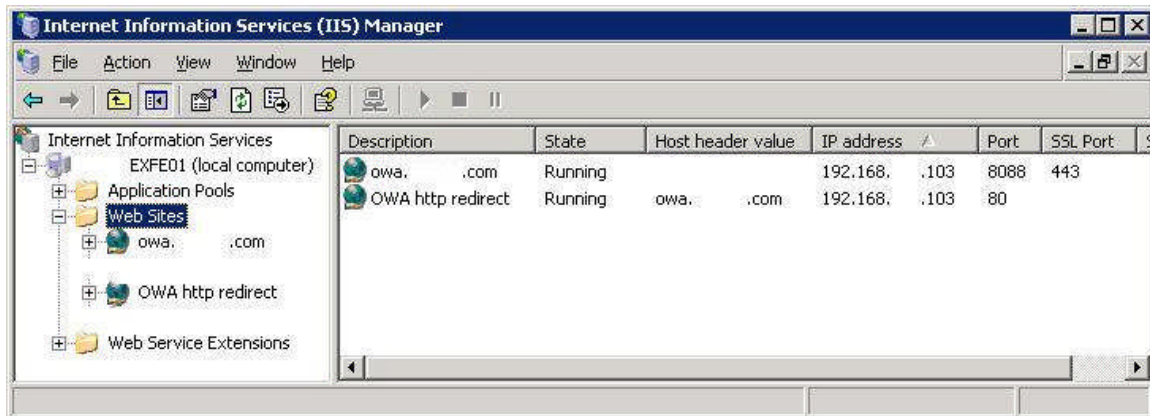 Internet Information Services (IIS) Manager
File Action View Window Help
Internet Information Services
EXFE01 (local computer)
Application Pools
Web Sites
owa. .com
OWA http redirect
Web Service Extensions
Description State Host header value IP address Port SSL Port S
owa. .com Running 192.168. .103 8088 443
OWA http redirect Running owa. .com 192.168. .103 80